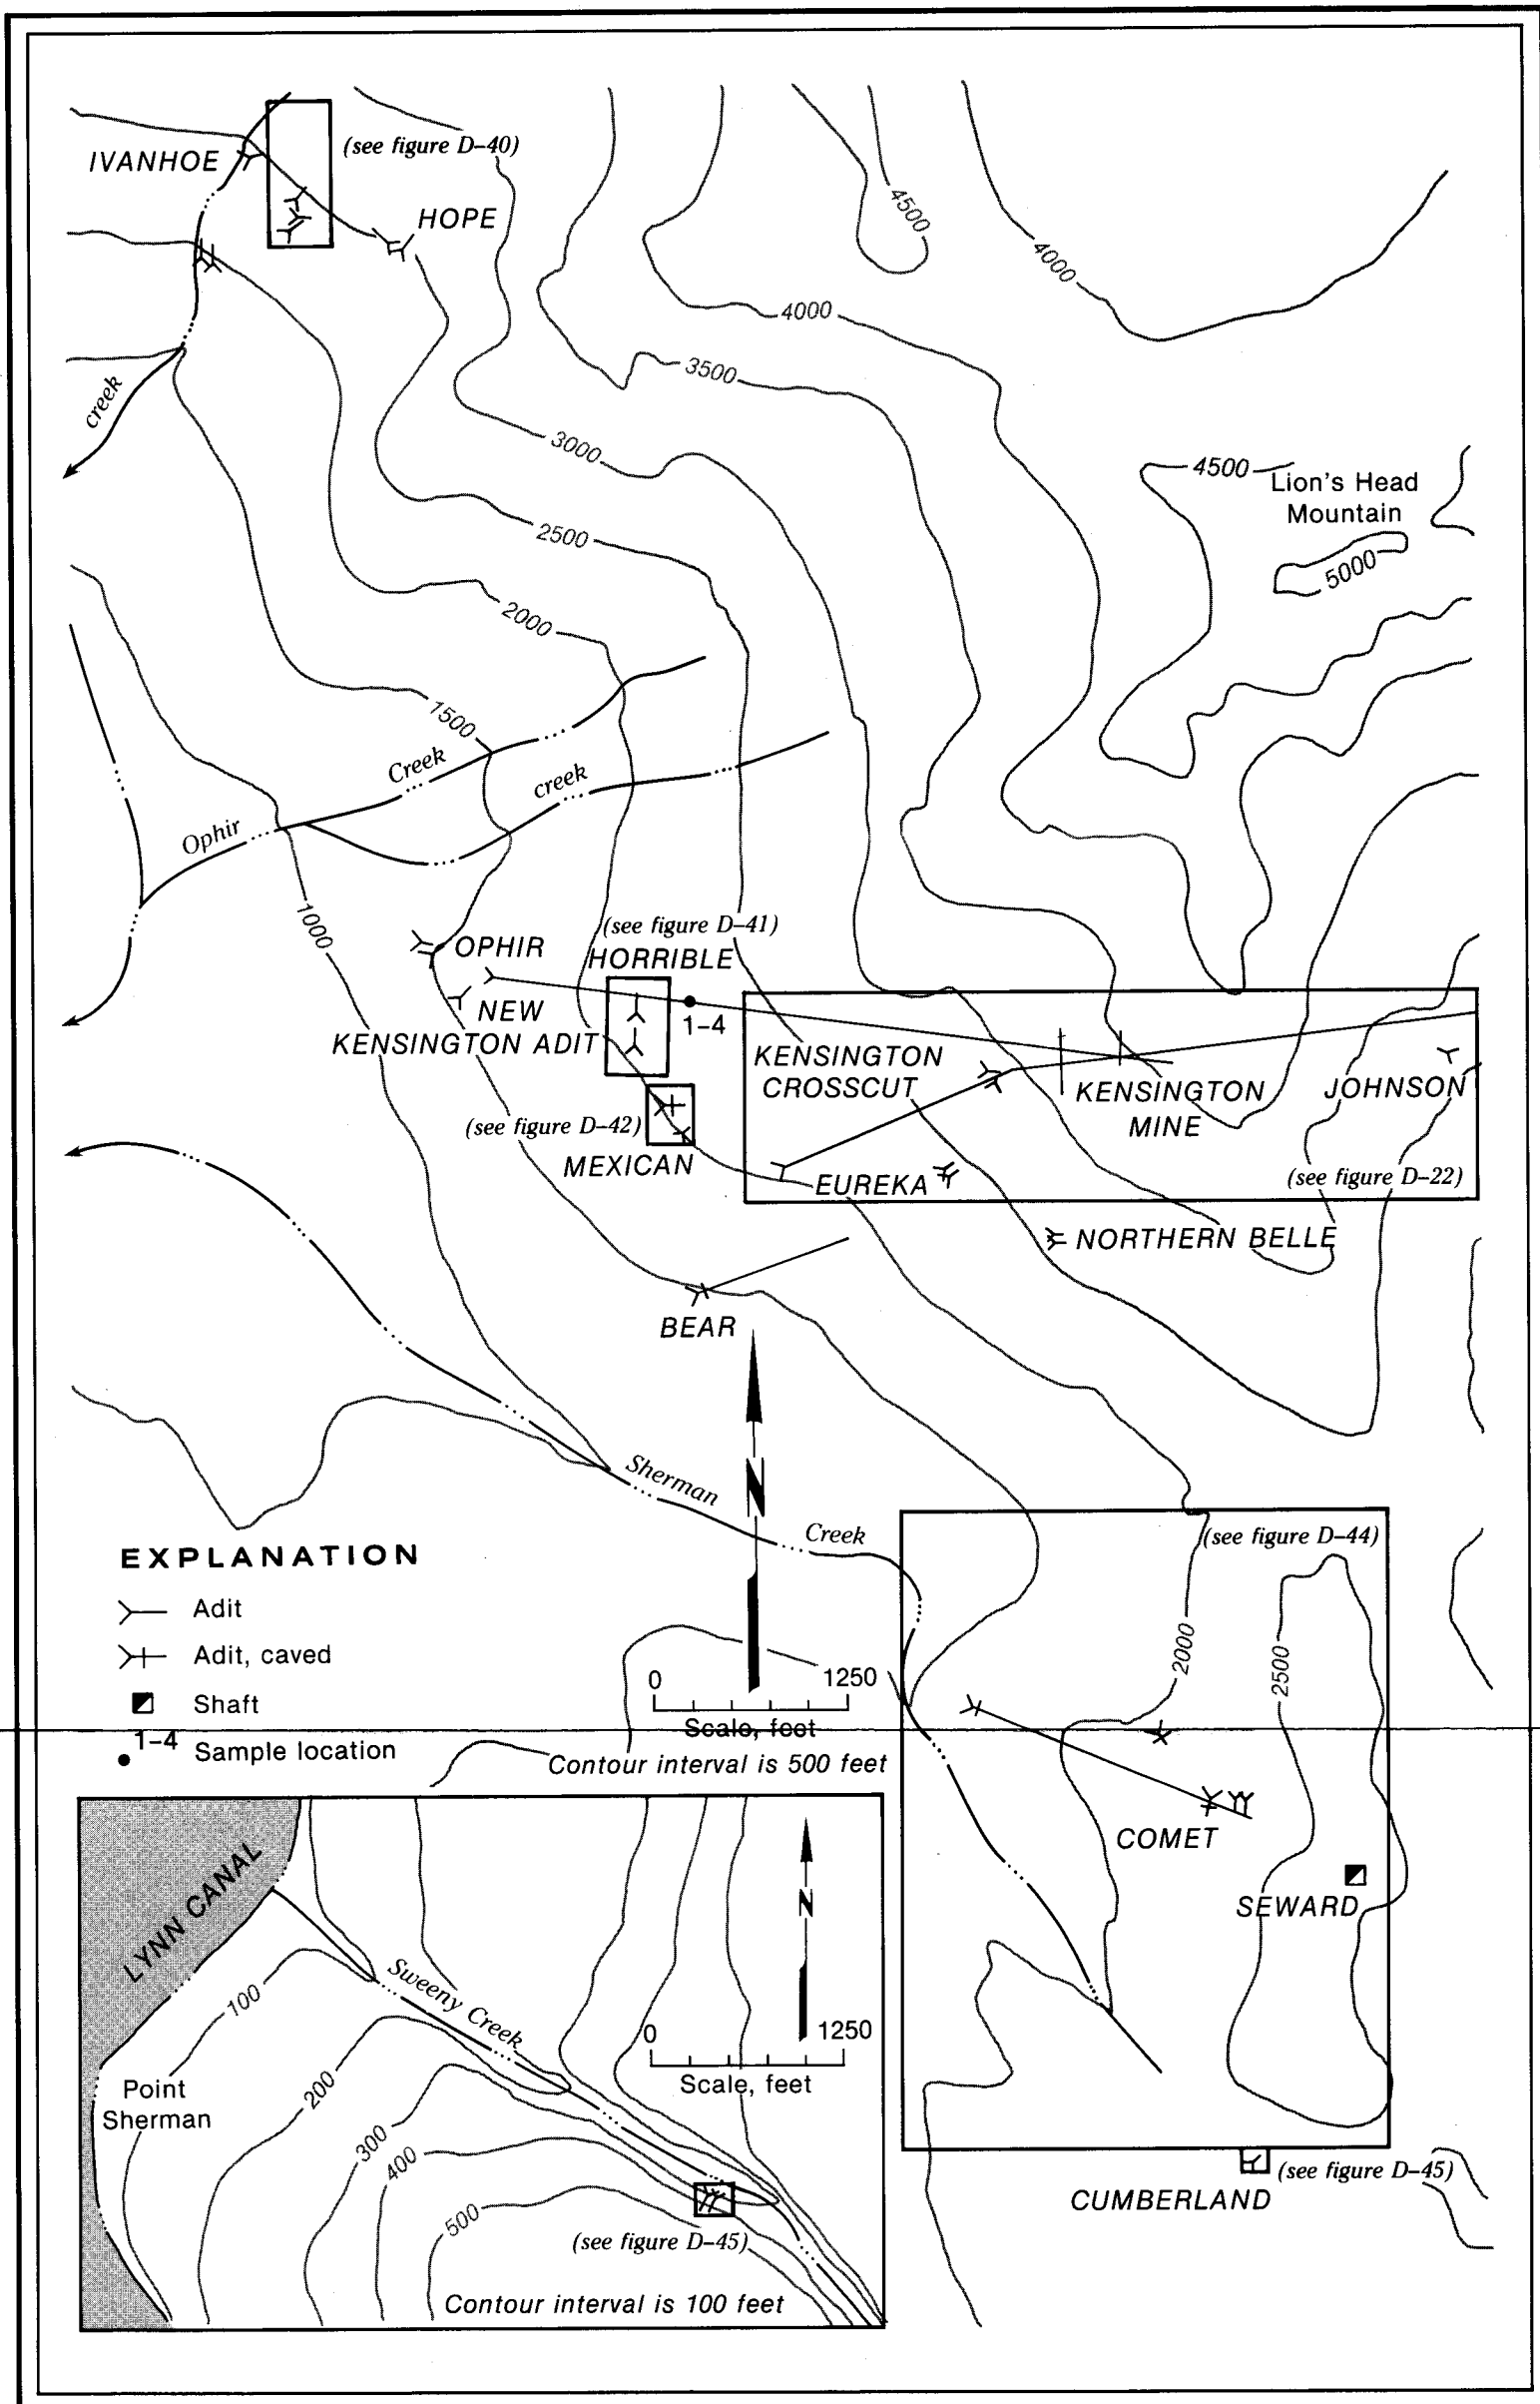 (see figure D-40)
IVANHOE
HOPE
4500
4000
4000
3500
creek
3000
4500
Lion's Head
Mountain
5000
2500
2000
1500
Creek
creek
Ophir
1000
(see figure D-41)
OPHIR
HORRIBLE
NEW
KENSINGTON ADIT
1-4
KENSINGTON
CROSSCUT
KENSINGTON
MINE
JOHNSON
(see figure D-42)
MEXICAN
EUREKA
(see figure D-22)
NORTHERN BELLE
BEAR
N
Sherman
Creek
(see figure D-44)
EXPLANATION
Adit
Adit, caved
Shaft
1-4
Sample location
0 1250
Scale, feet
Contour interval is 500 feet
2000
2500
COMET
SEWARD
LYNN CANAL
N
Sweeny Creek
100
0 1250
Scale, feet
Point
Sherman
200
300
400
500
(see figure D-45)
Contour interval is 100 feet
(see figure D-45)
CUMBERLAND